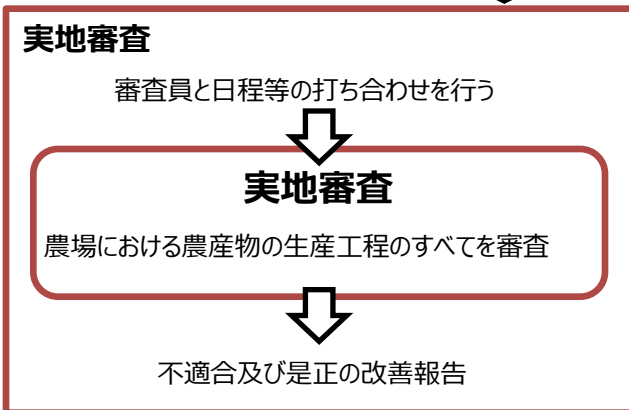 実地審査
審査員と日程等の打ち合わせを行う
実地審査
農場における農産物の生産工程のすべてを審査
不適合及び是正の改善報告